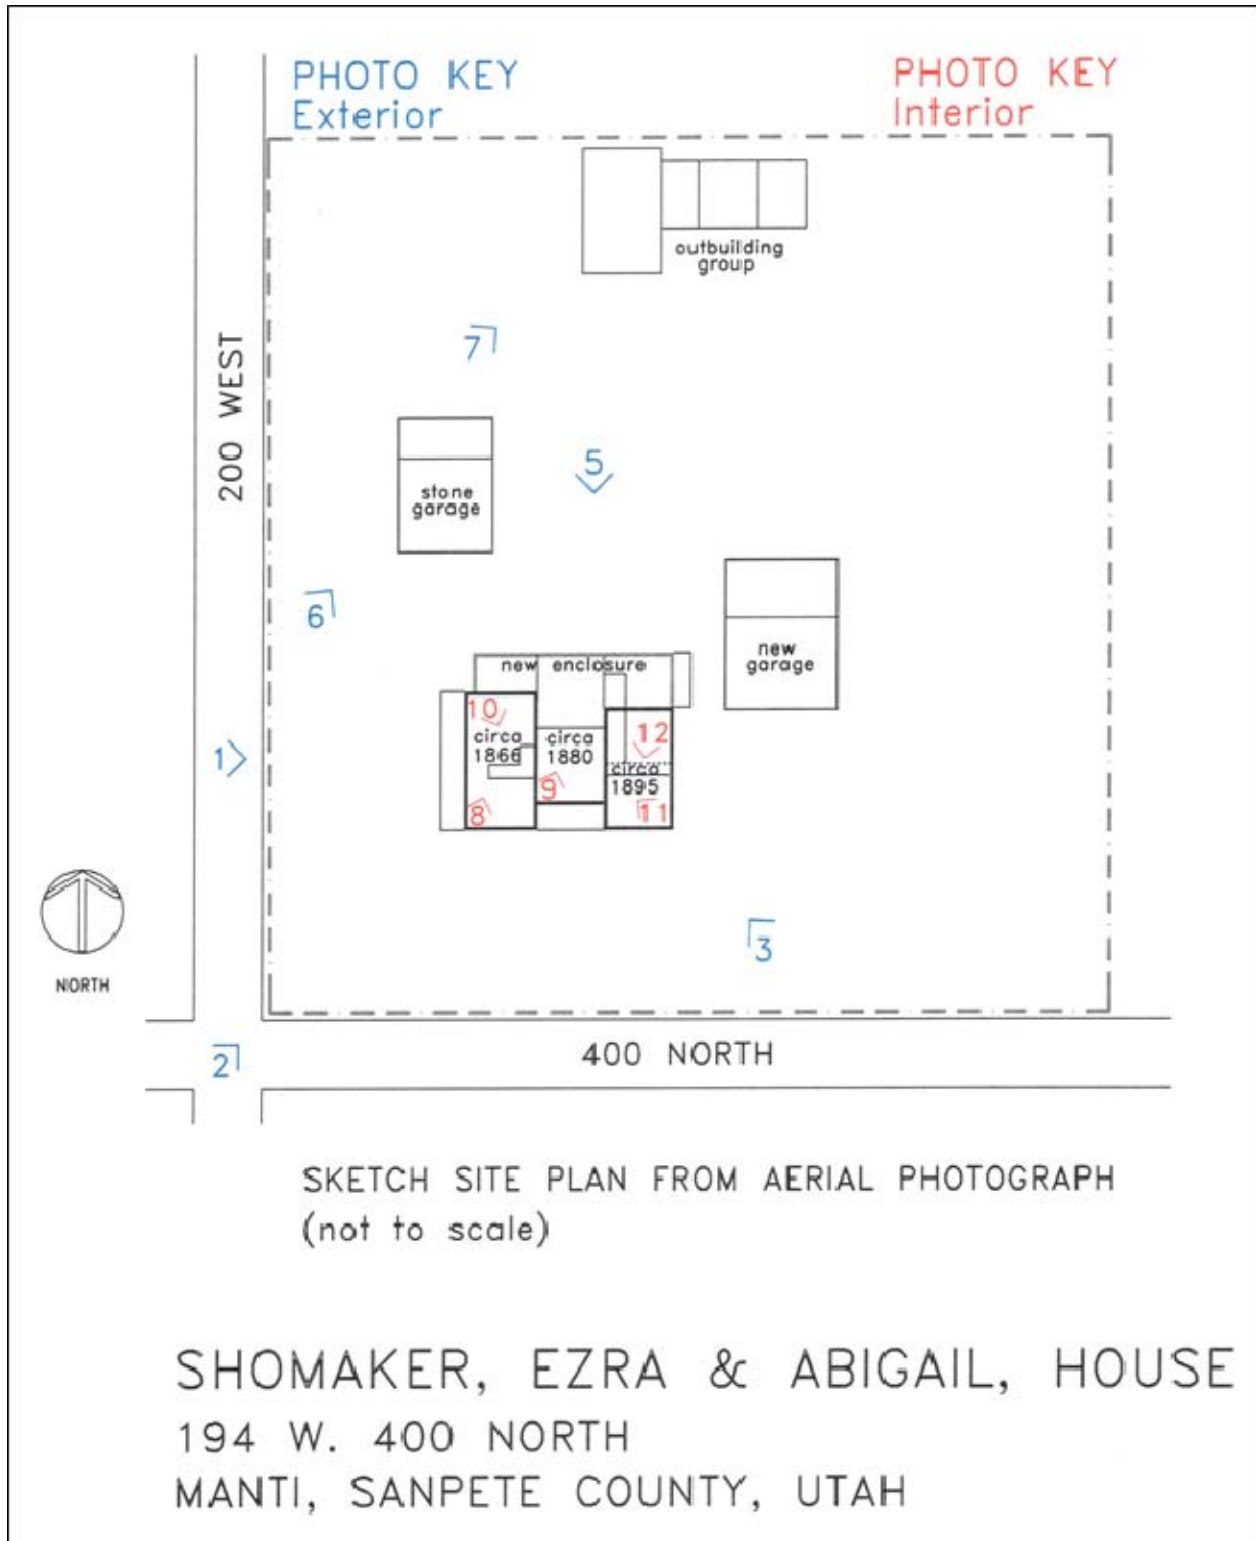 PHOTO KEY
Exterior
PHOTO KEY
Interior
outbuilding
group
7
200 WEST
5
stone
garage
6
new enclosure
new
garage
10
circa
1866
circa
1880
12
1
circa
1895
9
8
11
3
NORTH
2
400 NORTH
SKETCH SITE PLAN FROM AERIAL PHOTOGRAPH
(not to scale)
SHOMAKER, EZRA & ABIGAIL, HOUSE
194 W. 400 NORTH
MANTI, SANPETE COUNTY, UTAH